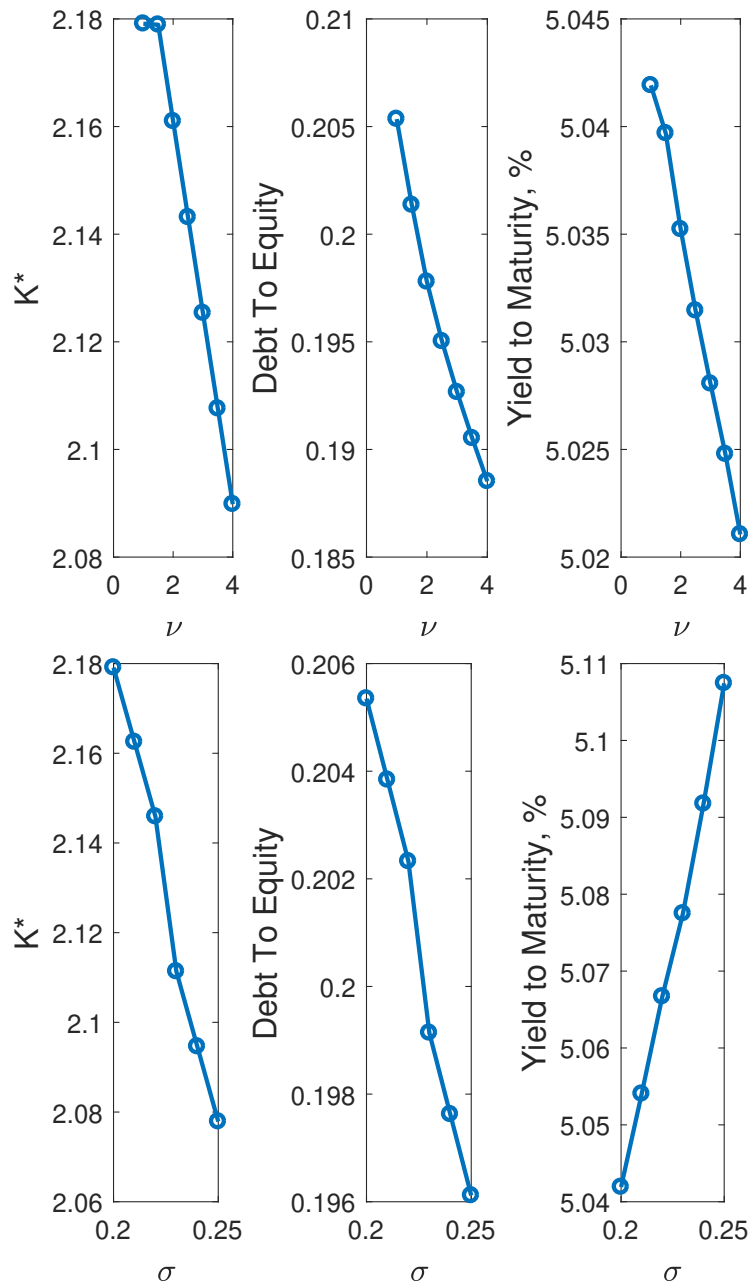 K*
2.18
2.16
2.14
2.12
2.1
2.08
0 2 4
ν
Debt To Equity
0.21
0.205
0.2
0.195
0.19
0.185
0 2 4
ν
Yield to Maturity, %
5.045
5.04
5.035
5.03
5.025
5.02
0 2 4
ν
K*
2.18
2.16
2.14
2.12
2.1
2.08
2.06
0.2 0.25
σ
Debt To Equity
0.206
0.204
0.202
0.2
0.198
0.196
0.2 0.25
σ
Yield to Maturity, %
5.11
5.1
5.09
5.08
5.07
5.06
5.05
5.04
0.2 0.25
σ